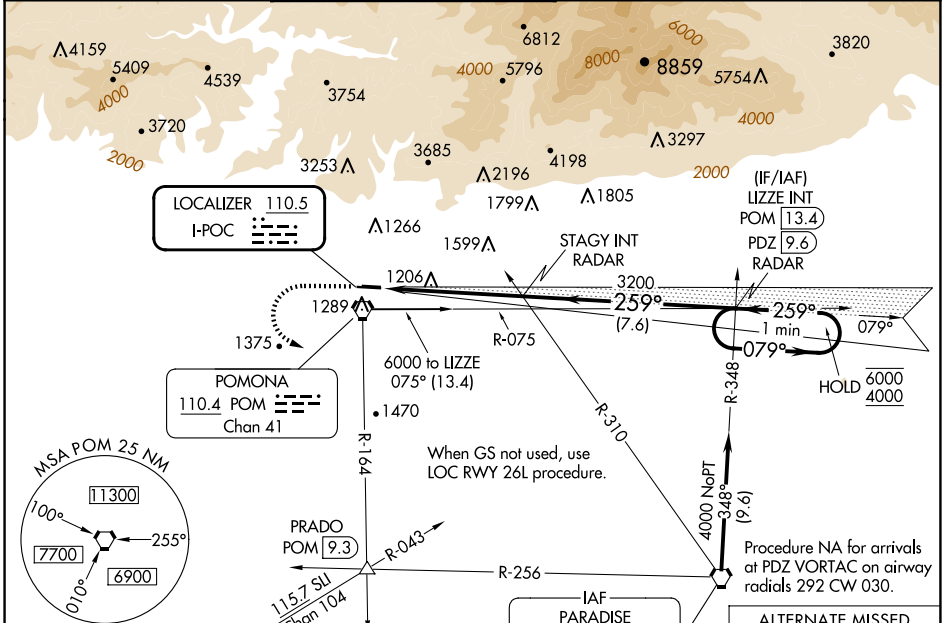 6812
6000
3820
4159
5409
4000
4539
3754
4000
5796
8000
8859
5754
4000
3720
2000
3253
3685
4198
3297
2196
2000
1799
1805
LOCALIZER 110.5
I-POC
1266
1599
STAGY INT
RADAR
(IF/IAF)
LIZZE INT
POM 13.4
PDZ 9.6
RADAR
1206
3200
1289
259°
(7.6)
259°
1 min
079°
079°
R-075
1375
6000 to LIZZE
075° (13.4)
R-348
HOLD 6000
4000
POMONA
110.4 POM
Chan 41
1470
R-164
R-310
When GS not used, use
LOC RWY 26L procedure.
MSA POM 25 NM
11300
100°
255°
7700
6900
010°
4000 NoPT
348°
(9.6)
PRADO
POM 9.3
R-043
R-256
Procedure NA for arrivals
at PDZ VORTAC on airway
radials 292 CW 030.
115.7 SLI
Chan 104
IAF
PARADISE
ALTERNATE MISSED